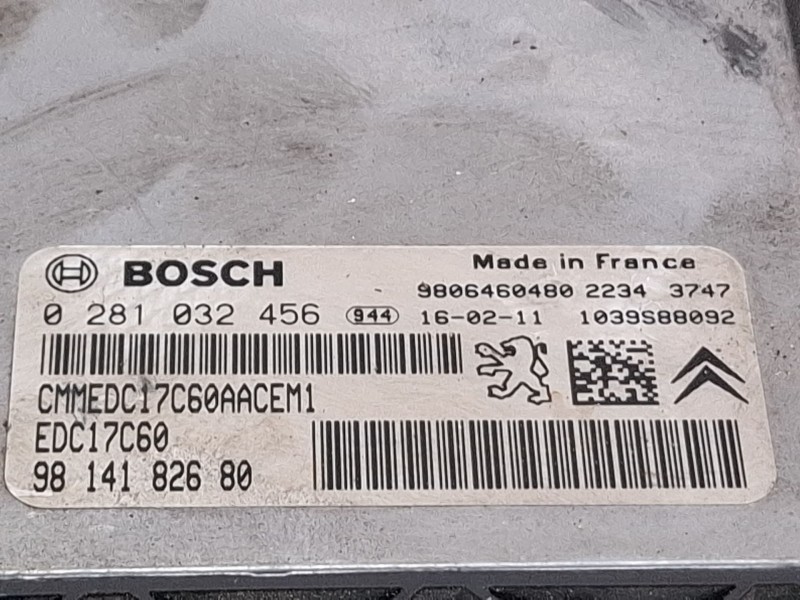 BOSCH
Made in France
9806460480 2234 3747
0 281 032 456 944 16-02-11 1039S88092
CMMEDC17C60AACEM1
EDC17C60
98 141 826 80